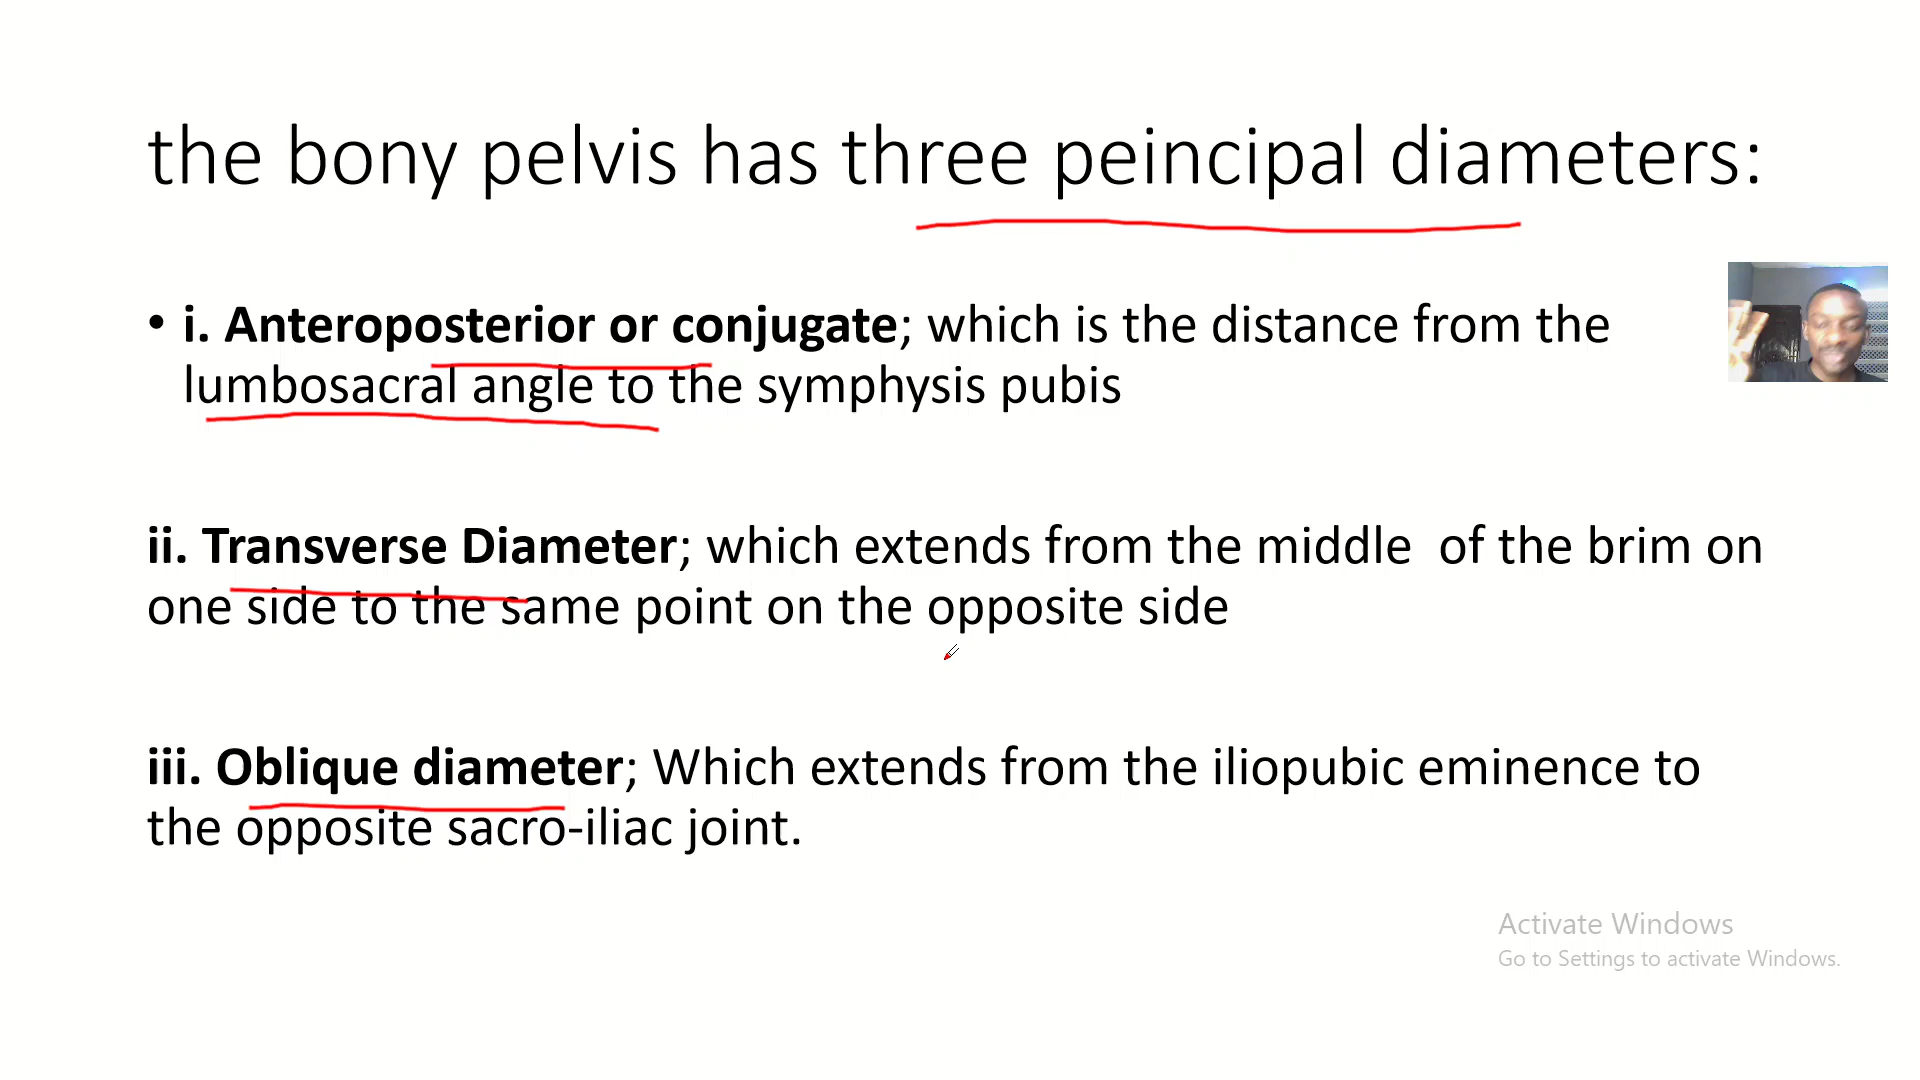 the bony pelvis has three peincipal diameters:
• i. Anteroposterior or conjugate; which is the distance from the
lumbosacral angle to the symphysis pubis
ii. Transverse Diameter; which extends from the middle  of the brim on
one side to the same point on the opposite side
iii. Oblique diameter; Which extends from the iliopubic eminence to
the opposite sacro-iliac joint.
Activate Windows
Go to Settings to activate Windows.